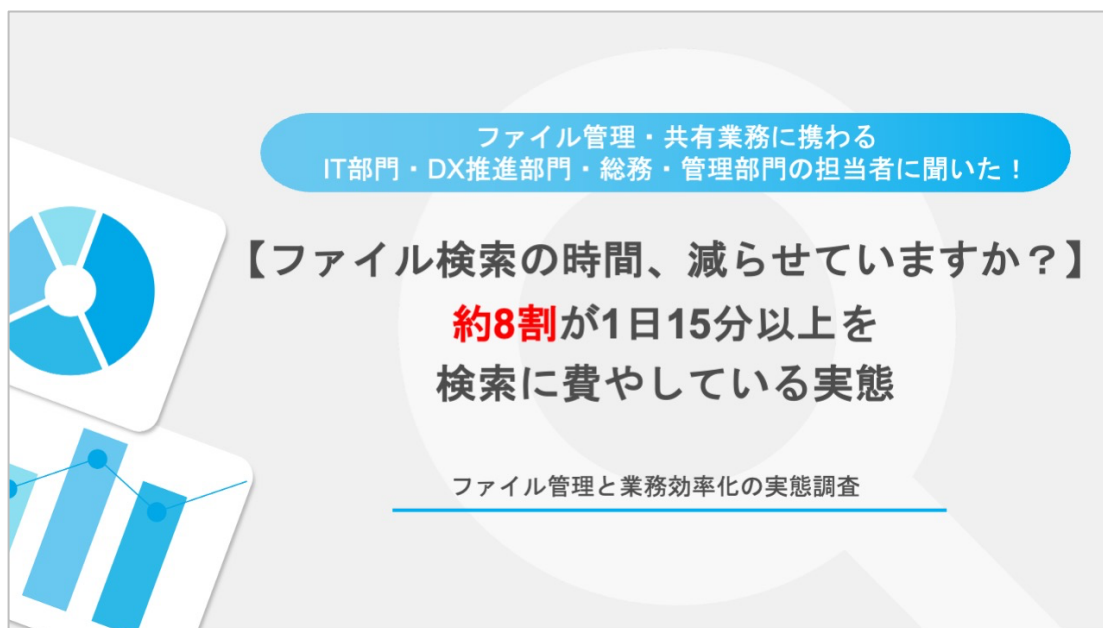 ファイル管理・共有業務に携わる
IT部門・DX推進部門・総務・管理部門の担当者に聞いた！
【ファイル検索の時間、減らせていますか？】
約8割が1日15分以上を
検索に費やしている実態
ファイル管理と業務効率化の実態調査